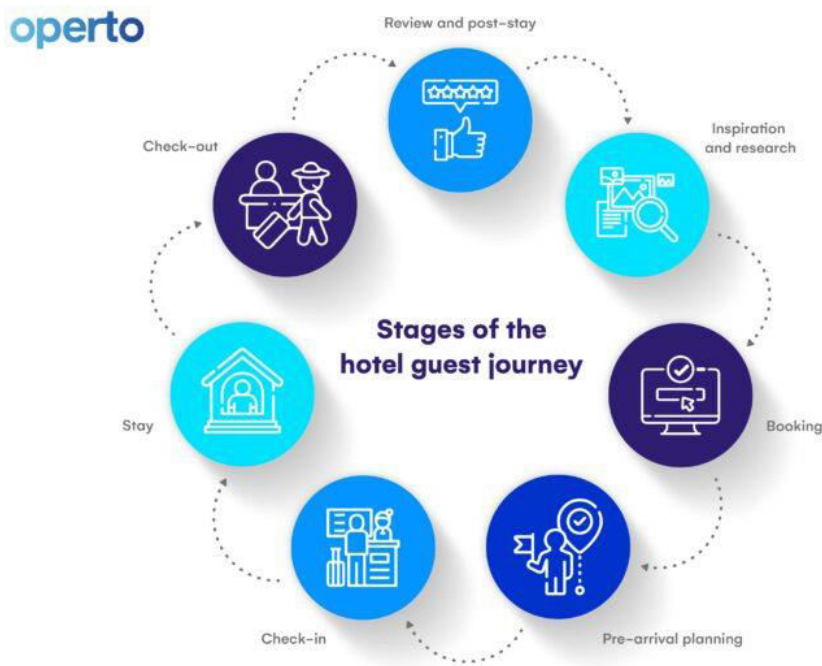 operto
Review and post-stay
Inspiration
and research
Check-out
Stages of the
hotel guest journey
Stay
Booking
Check-in
Pre-arrival planning